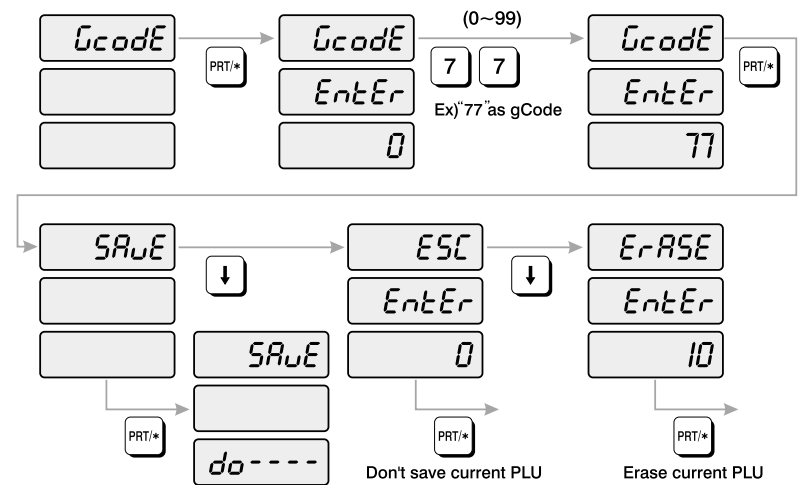 GcodE
PRT/*
GcodE
EntEr
0
(0~99)
7 7
Ex)“77”as gCode
GcodE
EntEr
77
PRT/*
SAvE
PRT/*
↓
SAvE
do----
ESC
EntEr
0
PRT/*
Don't save current PLU
↓
ErASE
EntEr
10
PRT/*
Erase current PLU